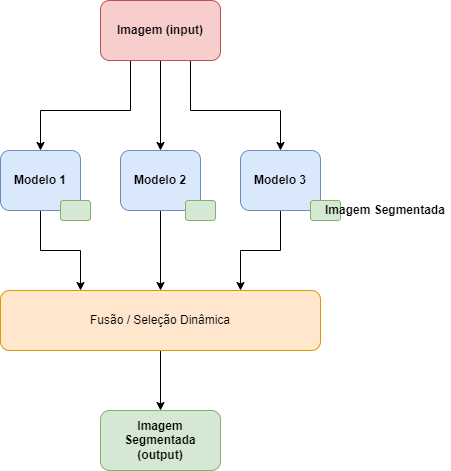 Imagem (input)
Modelo 1
Modelo 2
Modelo 3
Imagem Segmentada
Fusão / Seleção Dinâmica
Imagem
Segmentada
(output)